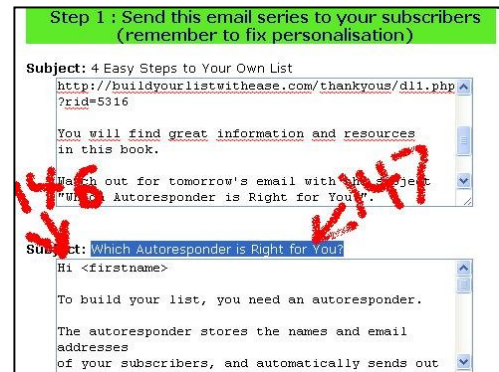 Step 1 : Send this email series to your subscribers
(remember to fix personalisation)
Subject: 4 Easy Steps to Your Own List
http://buildyourlistwithease.com/thankyous/dl1.php
?rid=5316
You will find great information and resources
in this book.
Watch out for tomorrow's email with the subject
"Which Autoresponder is Right for You?".
146
147
Subject: Which Autoresponder is Right for You?
Hi <firstname>
To build your list, you need an autoresponder.
The autoresponder stores the names and email
addresses
of your subscribers, and automatically sends out